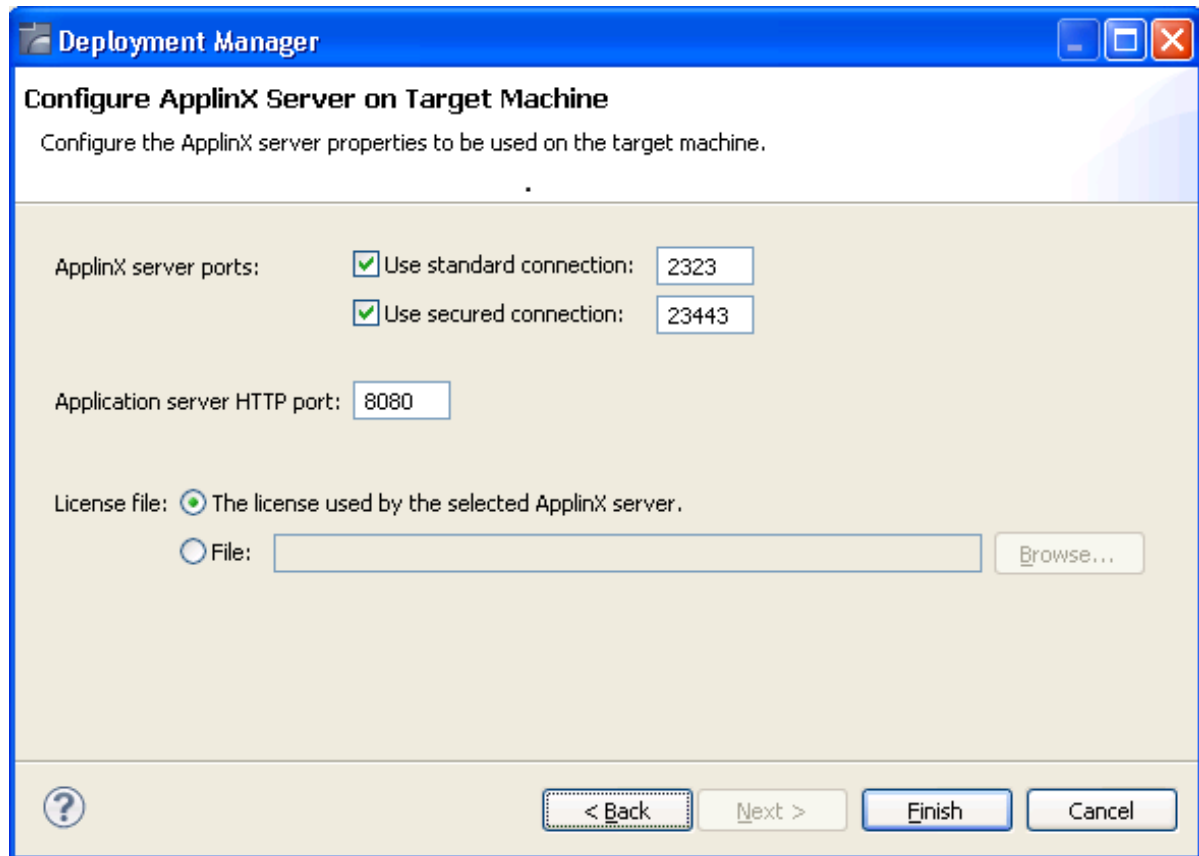 Deployment Manager
Configure ApplinX Server on Target Machine
Configure the ApplinX server properties to be used on the target machine.
.
ApplinX server ports: Use standard connection: 2323
Use secured connection: 23443
Application server HTTP port: 8080
License file: The license used by the selected ApplinX server.
File: Browse...
? < Back Next > Finish Cancel